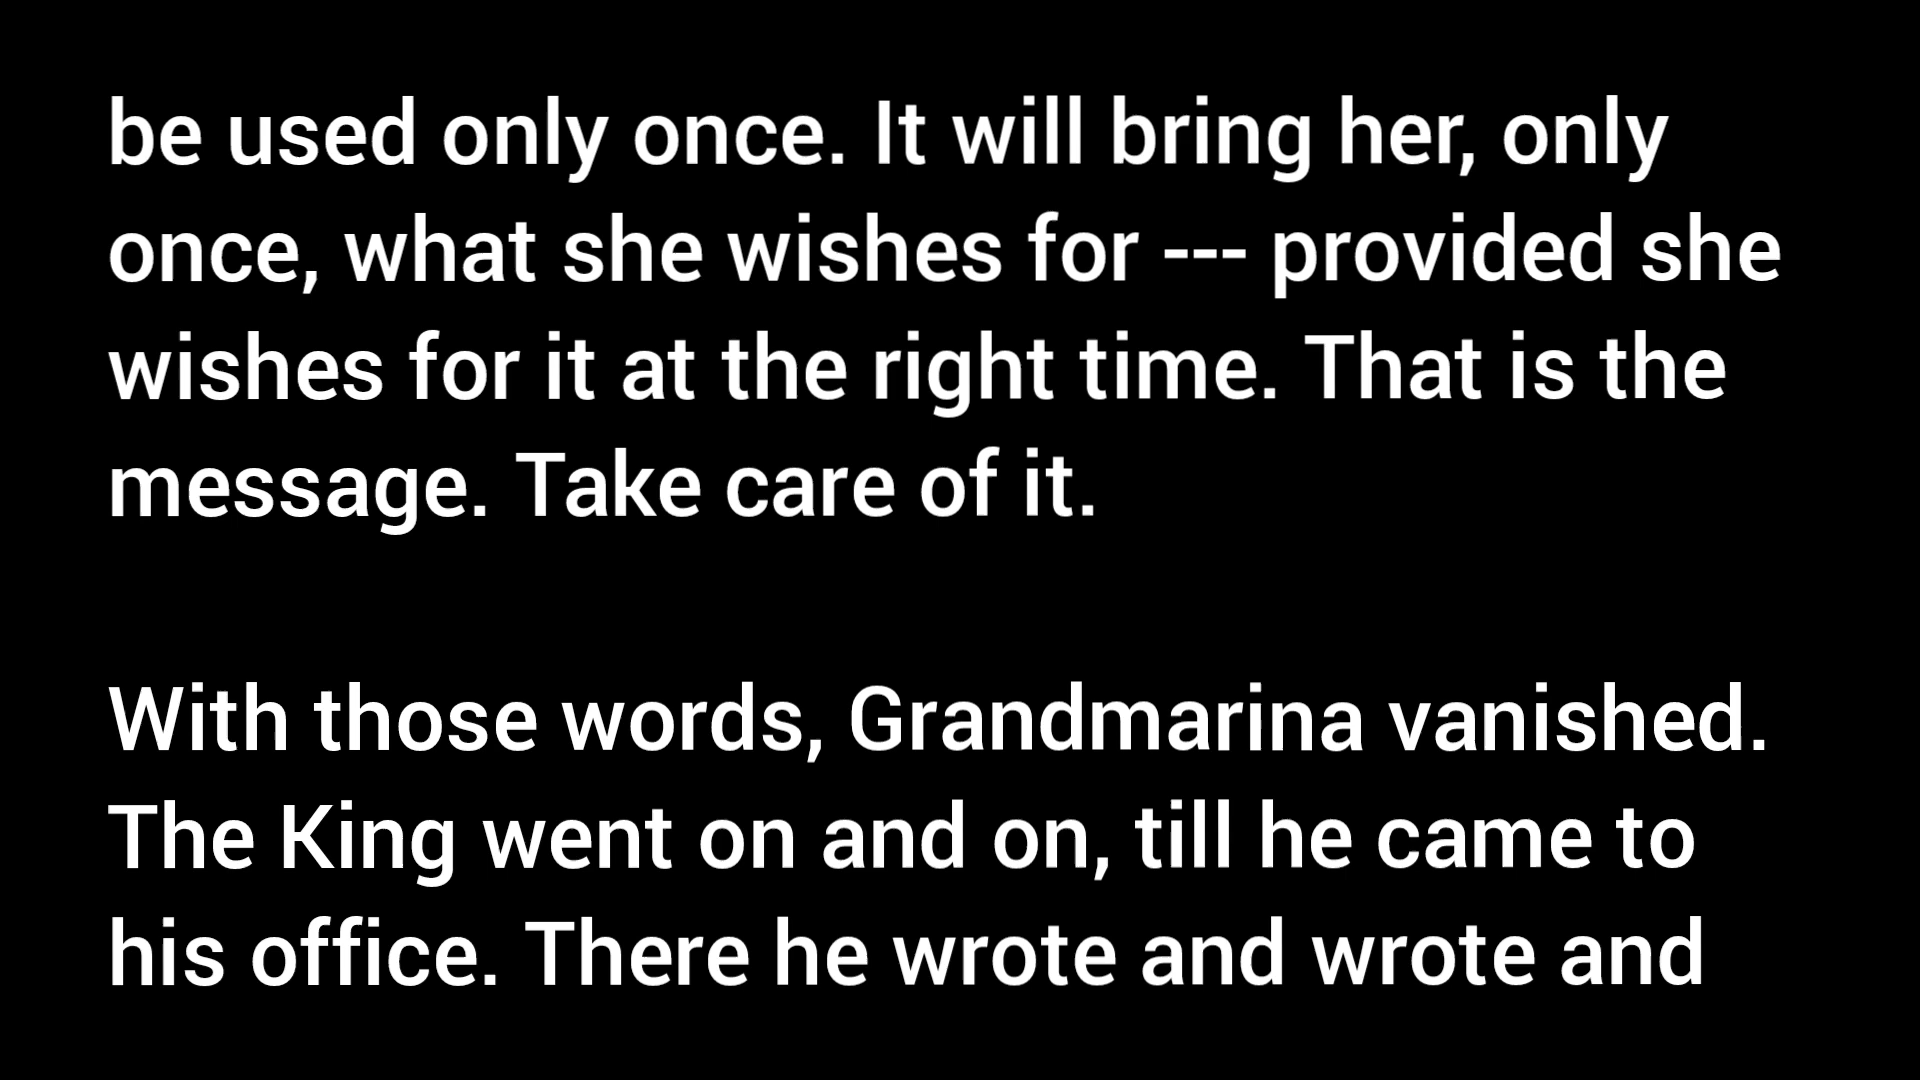 be used only once. It will bring her, only
once, what she wishes for --- provided she
wishes for it at the right time. That is the
message. Take care of it.
With those words, Grandmarina vanished.
The King went on and on, till he came to
his office. There he wrote and wrote and